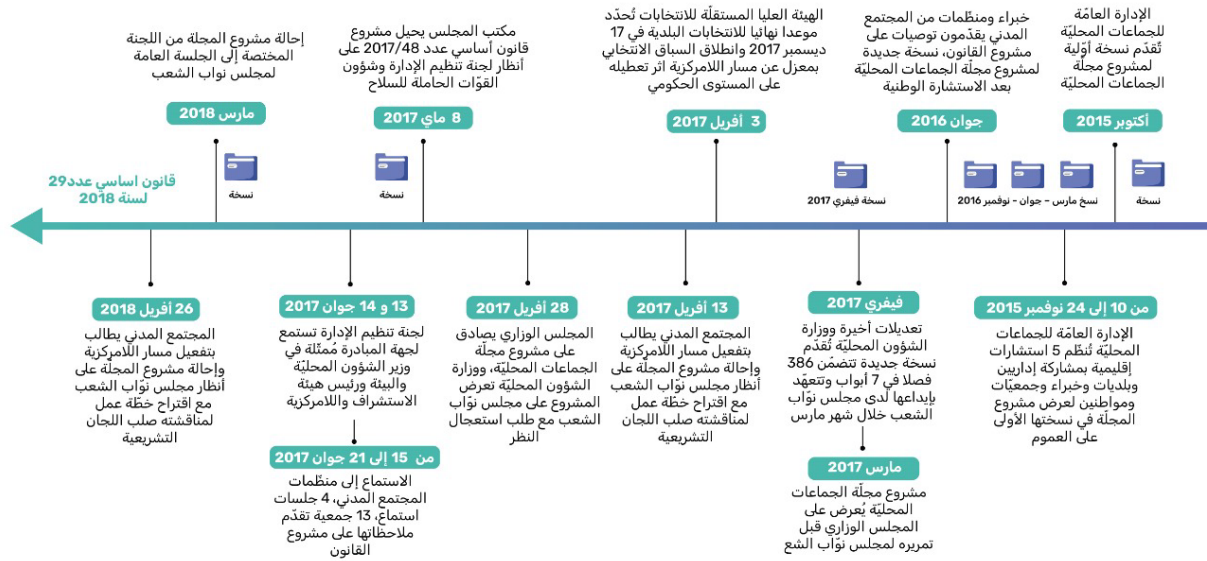 الإدارة العامّة
للجماعات المحليّة
تُقدّم نسخة أوّلية
لمشروع مجلّة
الجماعات المحليّة
أكتوبر 2015
نسخة
خبراء ومنظّمات من المجتمع
المدني يقدّمون توصيات على
مشروع القانون، نسخة جديدة
لمشروع مجلّة الجماعات المحليّة
بعد الاستشارة الوطنية
جوان 2016
نسخ مارس - جوان - نوفمبر 2016
نسخة فيفري 2017
الهيئة العليا المستقلّة للانتخابات تُحدّد
موعدا نهائيا للانتخابات البلدية في 17
ديسمبر 2017 وانطلاق السباق الانتخابي
بمعزل عن مسار اللامركزية اثر تعطيله
على المستوى الحكومي
3 أفريل 2017
مكتب المجلس يحيل مشروع
قانون أساسي عدد 2017/48 على
أنظار لجنة تنظيم الإدارة وشؤون
القوّات الحاملة للسلاح
8 ماي 2017
نسخة
إحالة مشروع المجلة من اللجنة
المختصة إلى الجلسة العامة
لمجلس نواب الشعب
مارس 2018
نسخة
قانون اساسي عدد29
لسنة 2018
من 10 إلى 24 نوفمبر 2015
الإدارة العامّة للجماعات
المحليّة تُنظّم 5 استشارات
إقليمية بمشاركة إداريين
وبلديات وخبراء وجمعيّات
ومواطنين لعرض مشروع
المجلّة في نسختها الأولى
على العموم
فيفري 2017
تعديلات أخيرة ووزارة
الشؤون المحليّة تُقدّم
نسخة جديدة تتضمّن 386
فصلا في 7 أبواب وتتعهّد
بإيداعها لدى مجلس نوّاب
الشعب خلال شهر مارس
مارس 2017
مشروع مجلّة الجماعات
المحليّة يُعرض على
المجلس الوزاري قبل
تمريره لمجلس نوّاب الشع
13 أفريل 2017
المجتمع المدني يطالب
بتفعيل مسار اللامركزية
وإحالة مشروع المجلّة على
أنظار مجلس نوّاب الشعب
مع اقتراح خطّة عمل
لمناقشته صلب اللجان
التشريعية
28 أفريل 2017
المجلس الوزاري يصادق
على مشروع مجلّة
الجماعات المحليّة، ووزارة
الشؤون المحليّة تعرض
المشروع على مجلس نوّاب
الشعب مع طلب استعجال
النظر
13 و 14 جوان 2017
لجنة تنظيم الإدارة تستمع
لجهة المبادرة مُمثّلة في
وزير الشؤون المحليّة
والبيئة ورئيس هيئة
الاستشراف واللامركزية
من 15 إلى 21 جوان 2017
الاستماع إلى منظّمات
المجتمع المدني، 4 جلسات
استماع، 13 جمعية تقدّم
ملاحظاتها على مشروع
القانون
26 أفريل 2018
المجتمع المدني يطالب
بتفعيل مسار اللامركزية
وإحالة مشروع المجلّة على
أنظار مجلس نوّاب الشعب
مع اقتراح خطّة عمل
لمناقشته صلب اللجان
التشريعية